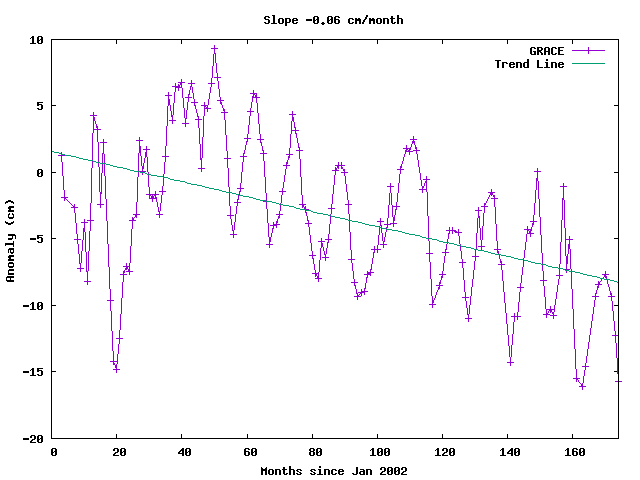 Slope -0.06 cm/month
10
GRACE
Trend Line
5
0
-5
-10
-15
-20
Anomaly (cm)
0 20 40 60 80 100 120 140 160
Months since Jan 2002